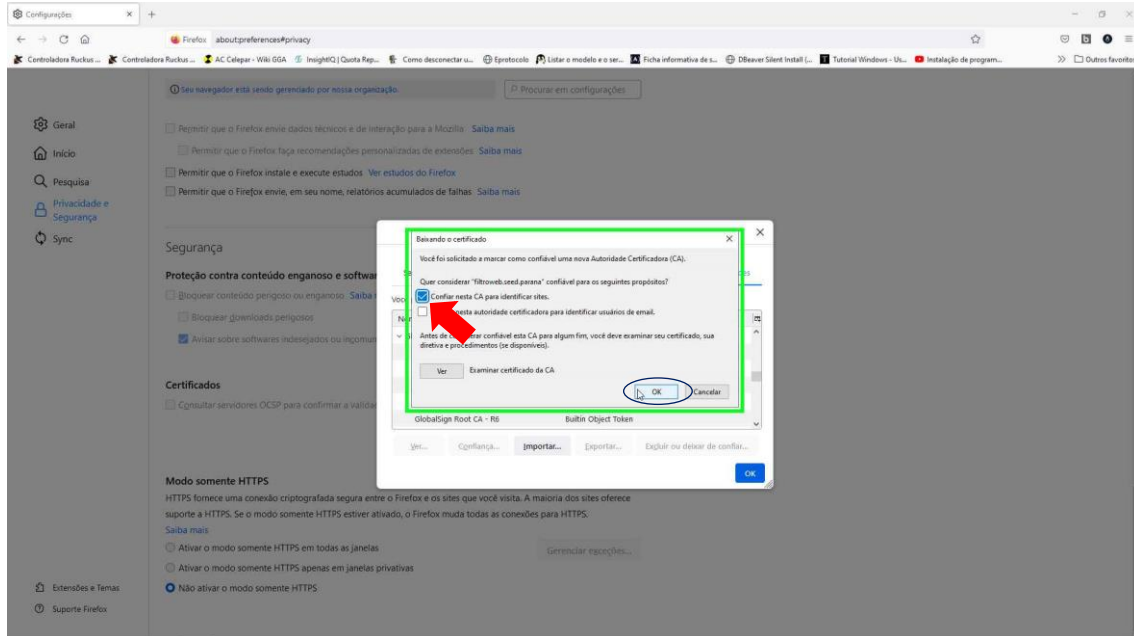 Configurações
Firefox about:preferences#privacy
Controladora Ruckus ... Controladora Ruckus ... AC Celepar - Wiki GGA InsightIQ | Quota Rep... Como desconectar u... Eprotocolo Listar o modelo e o ser... Ficha informativa de s... DBeaver Silent Install (... Tutorial Windows - Us... Instalação de program... Outros favoritos
Seu navegador está sendo gerenciado por nossa organização.
Procurar em configurações
Geral
Início
Pesquisa
Privacidade e
Segurança
Sync
Permitir que o Firefox envie dados técnicos e de interação para a Mozilla Saiba mais
Permitir que o Firefox faça recomendações personalizadas de extensões Saiba mais
Permitir que o Firefox instale e execute estudos Ver estudos do Firefox
Permitir que o Firefox envie, em seu nome, relatórios acumulados de falhas Saiba mais
Segurança
Proteção contra conteúdo enganoso e softwar
Bloquear conteúdo perigoso ou enganoso Saiba
Bloquear downloads perigosos
Avisar sobre softwares indesejados ou incomun
Certificados
Consultar servidores OCSP para confirmar a valida
Baixando o certificado
Você foi solicitado a marcar como confiável uma nova Autoridade Certificadora (CA).
Quer considerar "filtroweb.seed.parana" confiável para os seguintes propósitos?
Confiar nesta CA para identificar sites.
nesta autoridade certificadora para identificar usuários de email.
Antes de confiável esta CA para algum fim, você deve examinar seu certificado, sua
diretiva e procedimentos (se disponíveis).
Ver Examinar certificado da CA
OK Cancelar
GlobalSign Root CA - R6 Builtin Object Token
Ver... Confiança... Importar... Exportar... Excluir ou deixar de confiar...
OK
Modo somente HTTPS
HTTPS fornece uma conexão criptografada segura entre o Firefox e os sites que você visita. A maioria dos sites oferece
suporte a HTTPS. Se o modo somente HTTPS estiver ativado, o Firefox muda todas as conexões para HTTPS.
Saiba mais
Ativar o modo somente HTTPS em todas as janelas
Gerenciar exceções...
Ativar o modo somente HTTPS apenas em janelas privativas
Não ativar o modo somente HTTPS
Extensões e Temas
Suporte Firefox